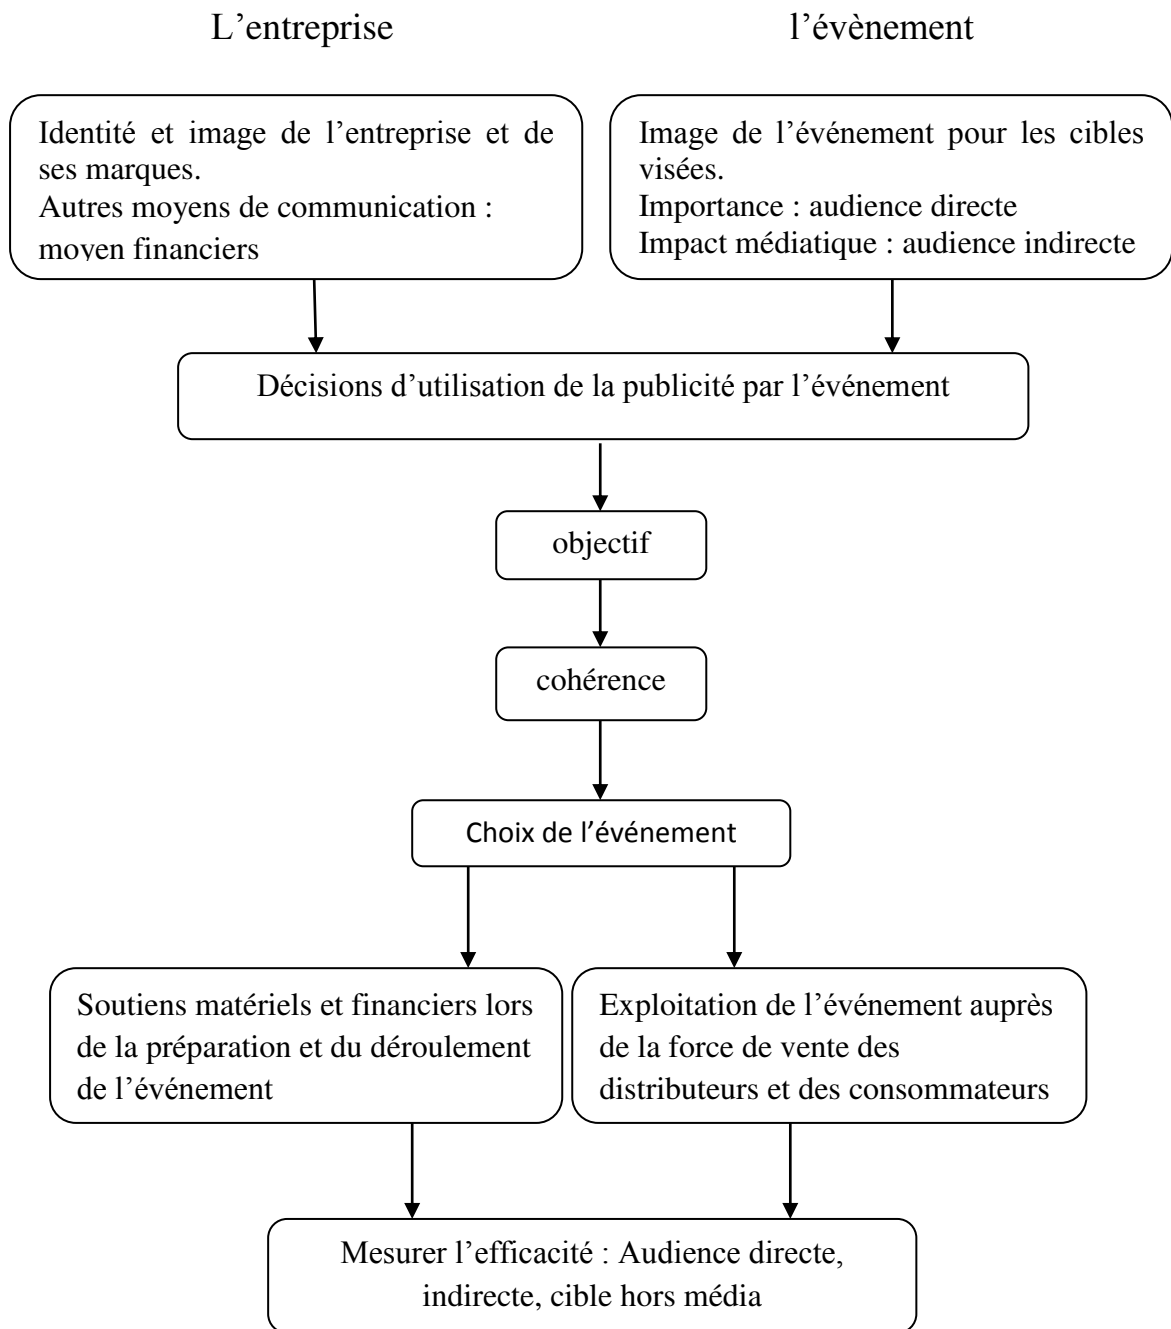 L’entreprise
l’évènement
Identité et image de l’entreprise et de
ses marques.
Autres moyens de communication :
moyen financiers
Image de l’événement pour les cibles
visées.
Importance : audience directe
Impact médiatique : audience indirecte
Décisions d’utilisation de la publicité par l’événement
objectif
cohérence
Choix de l’événement
Soutiens matériels et financiers lors
de la préparation et du déroulement
de l’événement
Exploitation de l’événement auprès
de la force de vente des
distributeurs et des consommateurs
Mesurer l’efficacité : Audience directe,
indirecte, cible hors média